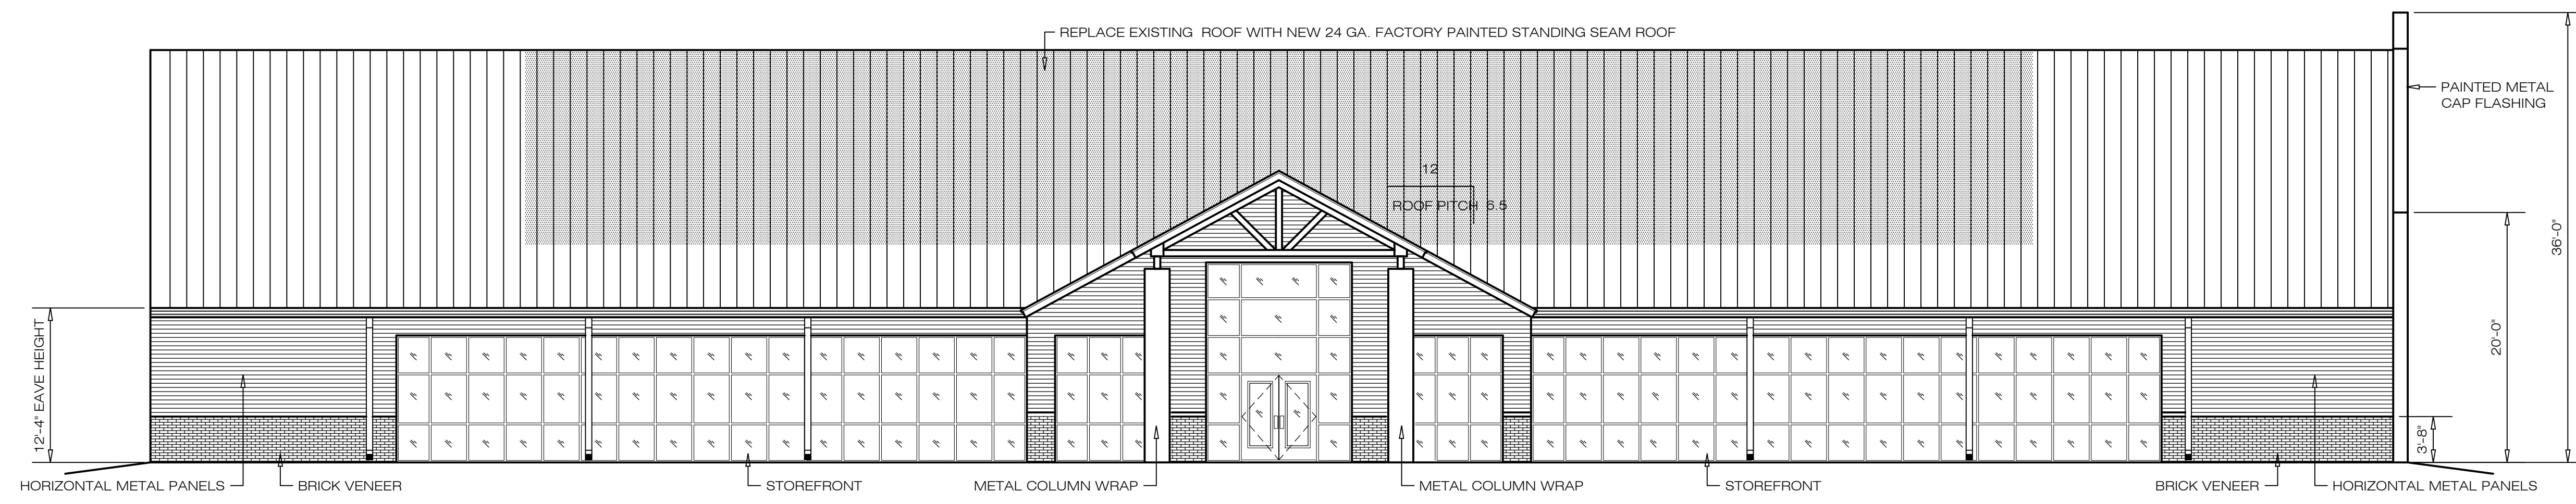 REPLACE EXISTING ROOF WITH NEW 24 GA. FACTORY PAINTED STANDING SEAM ROOF
PAINTED METAL
CAP FLASHING
12
ROOF PITCH 6.5
36'-0"
20'-0"
12'-4" EAVE HEIGHT
3'-8"
HORIZONTAL METAL PANELS
BRICK VENEER
STOREFRONT
METAL COLUMN WRAP
METAL COLUMN WRAP
STOREFRONT
BRICK VENEER
HORIZONTAL METAL PANELS